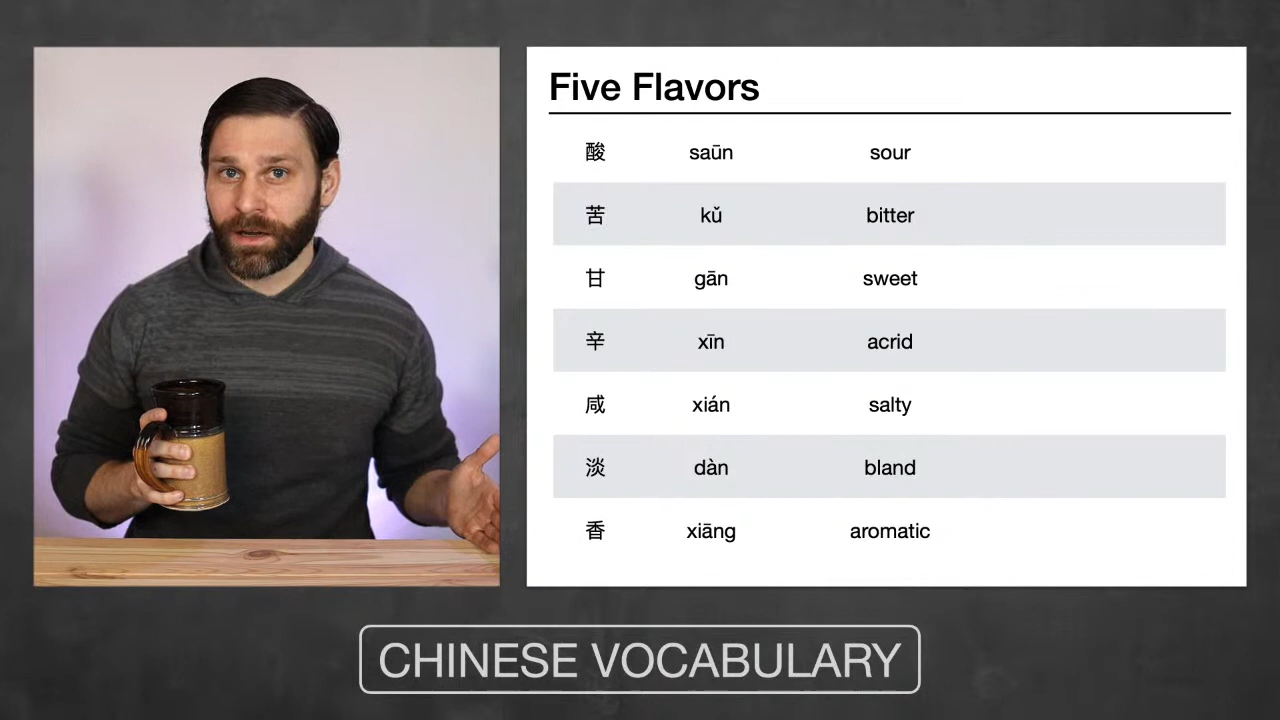 Five Flavors
酸 saūn sour
苦 kǔ bitter
甘 gān sweet
辛 xīn acrid
咸 xián salty
淡 dàn bland
香 xiāng aromatic
CHINESE VOCABULARY